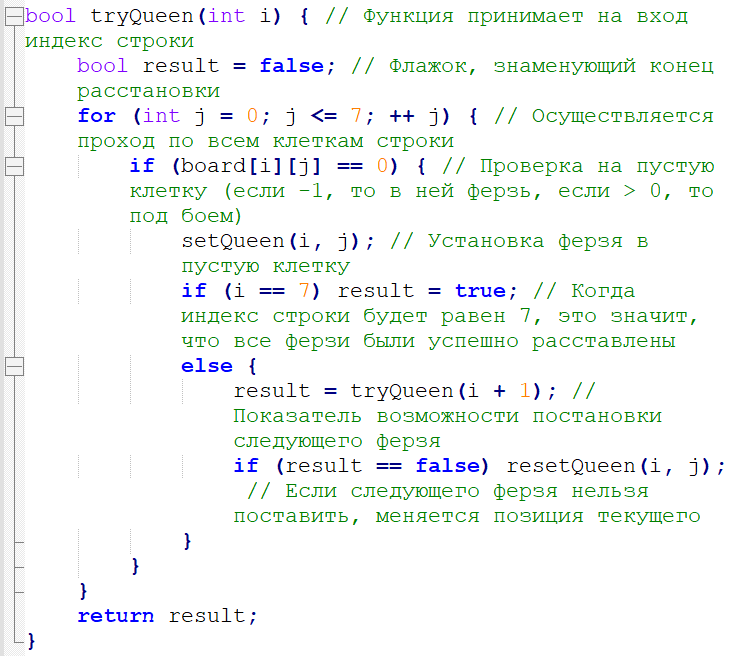 bool tryQueen(int i) { // Функция принимает на вход
индекс строки
bool result = false; // Флажок, знаменующий конец
расстановки
for (int j = 0; j <= 7; ++ j) { // Осуществляется
проход по всем клеткам строки
if (board[i][j] == 0) { // Проверка на пустую
клетку (если -1, то в ней ферзь, если > 0, то
под боем)
setQueen(i, j); // Установка ферзя в
пустую клетку
if (i == 7) result = true; // Когда
индекс строки будет равен 7, это значит,
что все ферзи были успешно расставлены
else {
result = tryQueen(i + 1); //
Показатель возможности постановки
следующего ферзя
if (result == false) resetQueen(i, j);
// Если следующего ферзя нельзя
поставить, меняется позиция текущего
}
}
}
return result;
}